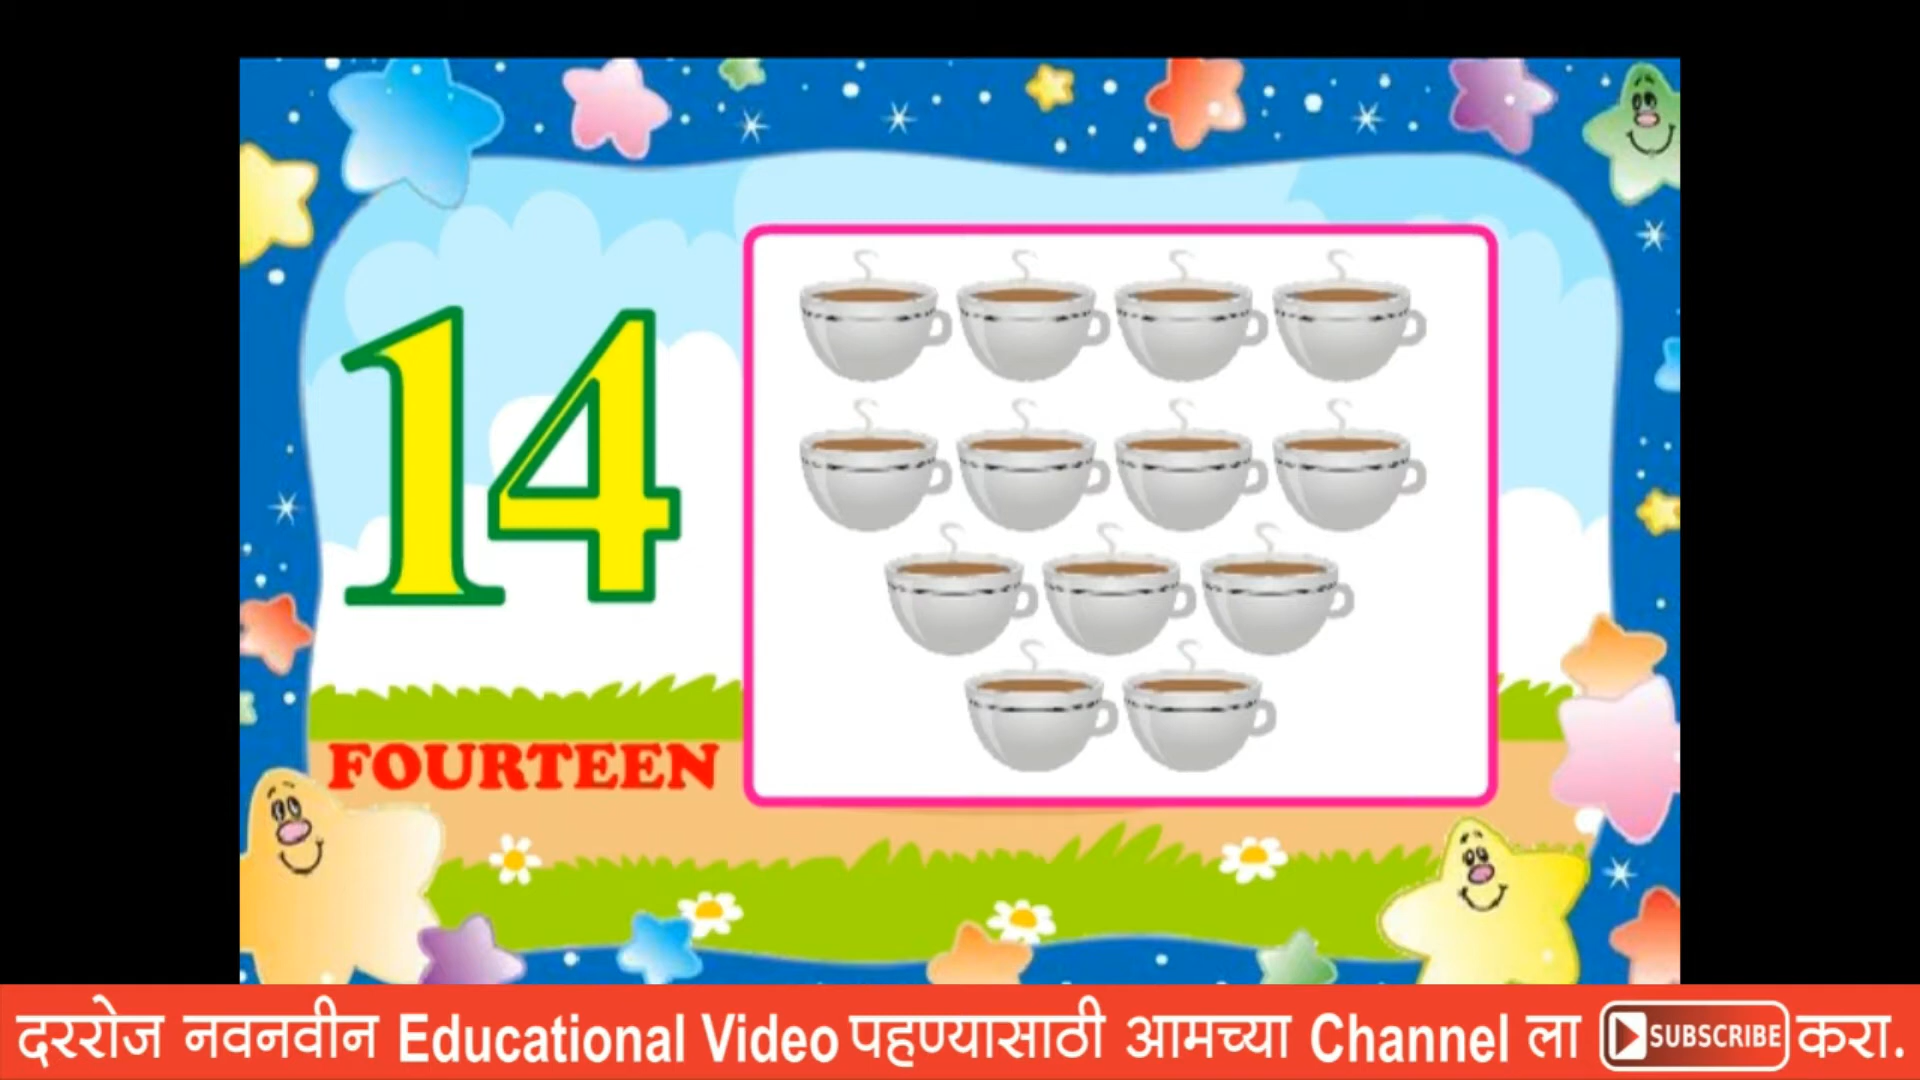 14
FOURTEEN
दररोज नवनवीन Educational Video पहण्यासाठी आमच्या Channel ला SUBSCRIBE करा.